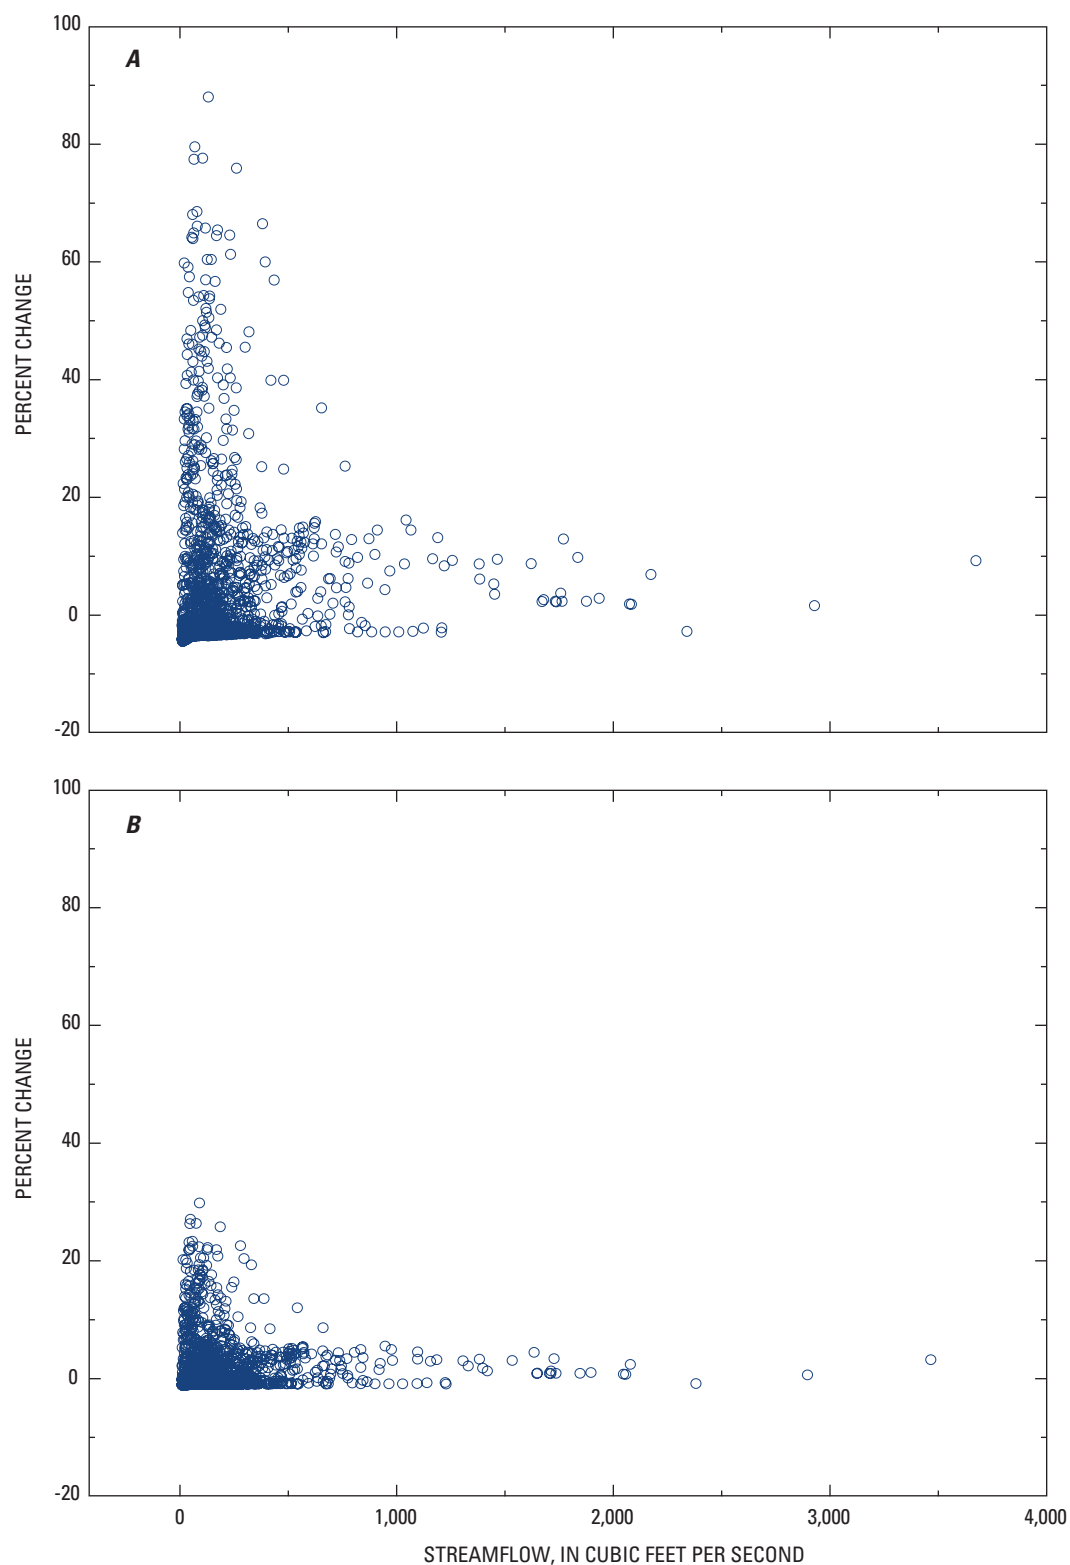 100
A
80
60
40
20
0
-20
PERCENT CHANGE
100
B
80
60
40
20
0
-20
PERCENT CHANGE
0 1,000 2,000 3,000 4,000
STREAMFLOW, IN CUBIC FEET PER SECOND